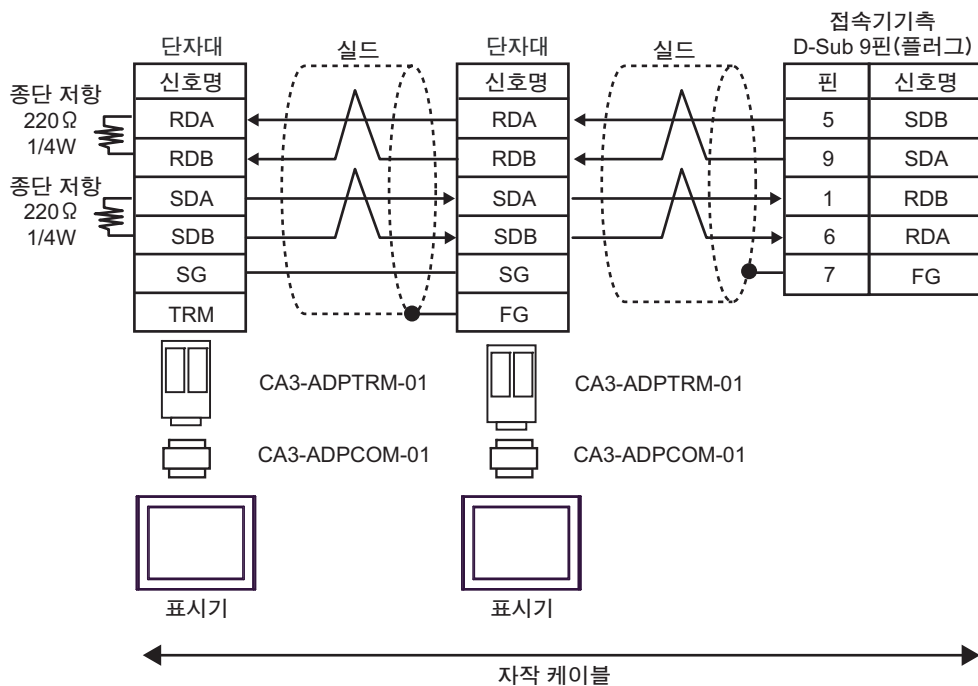 접속기기측
D-Sub 9핀(플러그)
단자대
실드
단자대
실드
신호명
신호명
핀
신호명
종단 저항
220Ω
1/4W
RDA
RDA
5
SDB
RDB
RDB
9
SDA
종단 저항
220Ω
1/4W
SDA
SDA
1
RDB
SDB
SDB
6
RDA
SG
SG
7
FG
TRM
FG
CA3-ADPTRM-01
CA3-ADPTRM-01
CA3-ADPCOM-01
CA3-ADPCOM-01
표시기
표시기
자작 케이블